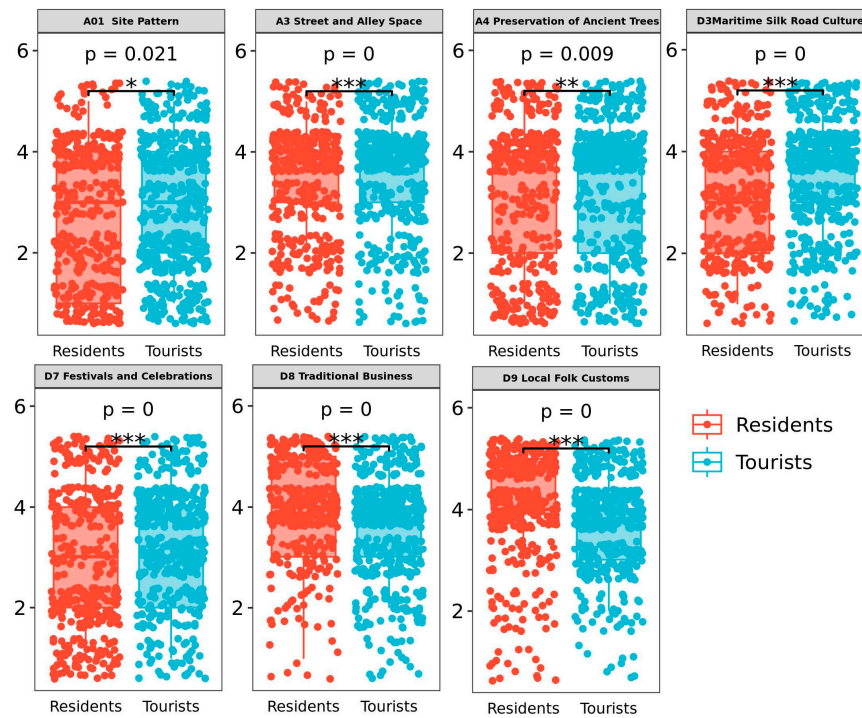 A01 Site Pattern
A3 Street and Alley Space
A4 Preservation of Ancient Trees
D3Maritime Silk Road Culture
6
4
2
p = 0.021
*
p = 0
***
p = 0.009
**
p = 0
***
Residents Tourists
Residents Tourists
Residents Tourists
Residents Tourists
D7 Festivals and Celebrations
D8 Traditional Business
D9 Local Folk Customs
6
4
2
p = 0
***
6
4
2
p = 0
***
6
4
2
p = 0
***
Residents Tourists
Residents Tourists
Residents Tourists
6
4
2
6
4
2
6
4
2
Residents
Tourists